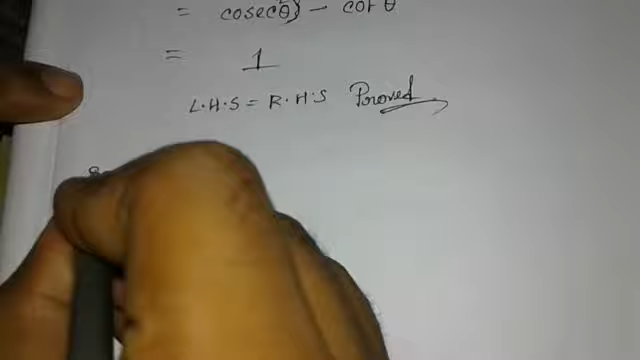 = cosec²θ - cot²θ
= 1
L.H.S = R.H.S Proved